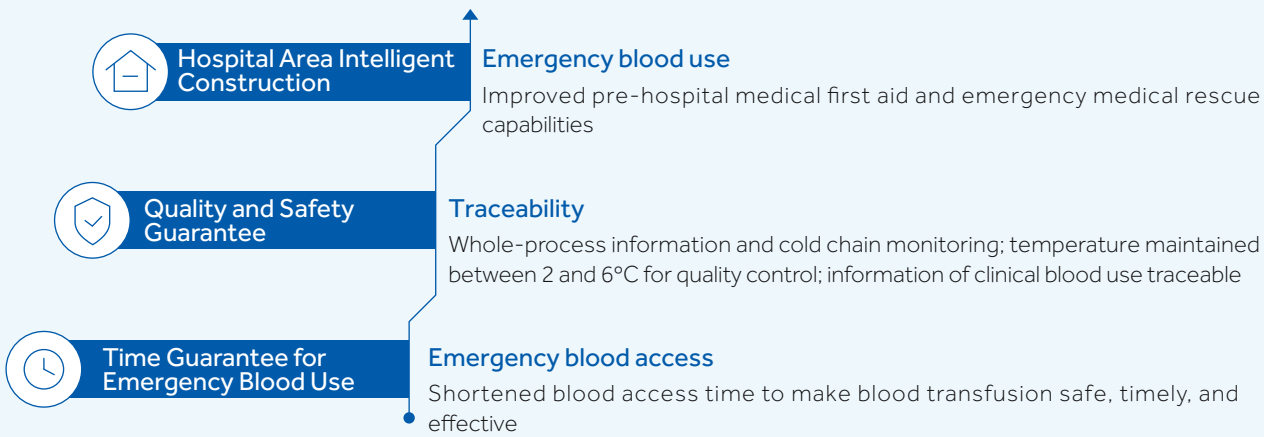 Hospital Area Intelligent
Construction
Emergency blood use
Improved pre-hospital medical first aid and emergency medical rescue
capabilities
Quality and Safety
Guarantee
Traceability
Whole-process information and cold chain monitoring; temperature maintained
between 2 and 6°C for quality control; information of clinical blood use traceable
Time Guarantee for
Emergency Blood Use
Emergency blood access
Shortened blood access time to make blood transfusion safe, timely, and
effective